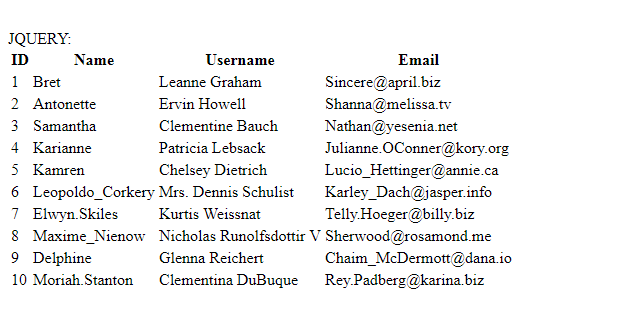 JQUERY:
ID Name Username Email
1 Bret Leanne Graham Sincere@april.biz
2 Antonette Ervin Howell Shanna@melissa.tv
3 Samantha Clementine Bauch Nathan@yesenia.net
4 Karianne Patricia Lebsack Julianne.OConner@kory.org
5 Kamren Chelsey Dietrich Lucio_Hettinger@annie.ca
6 Leopoldo_Corkery Mrs. Dennis Schulist Karley_Dach@jasper.info
7 Elwyn.Skiles Kurtis Weissnat Telly.Hoeger@billy.biz
8 Maxime_Nienow Nicholas Runolfsdottir V Sherwood@rosamond.me
9 Delphine Glenna Reichert Chaim_McDermott@dana.io
10 Moriah.Stanton Clementina DuBuque Rey.Padberg@karina.biz